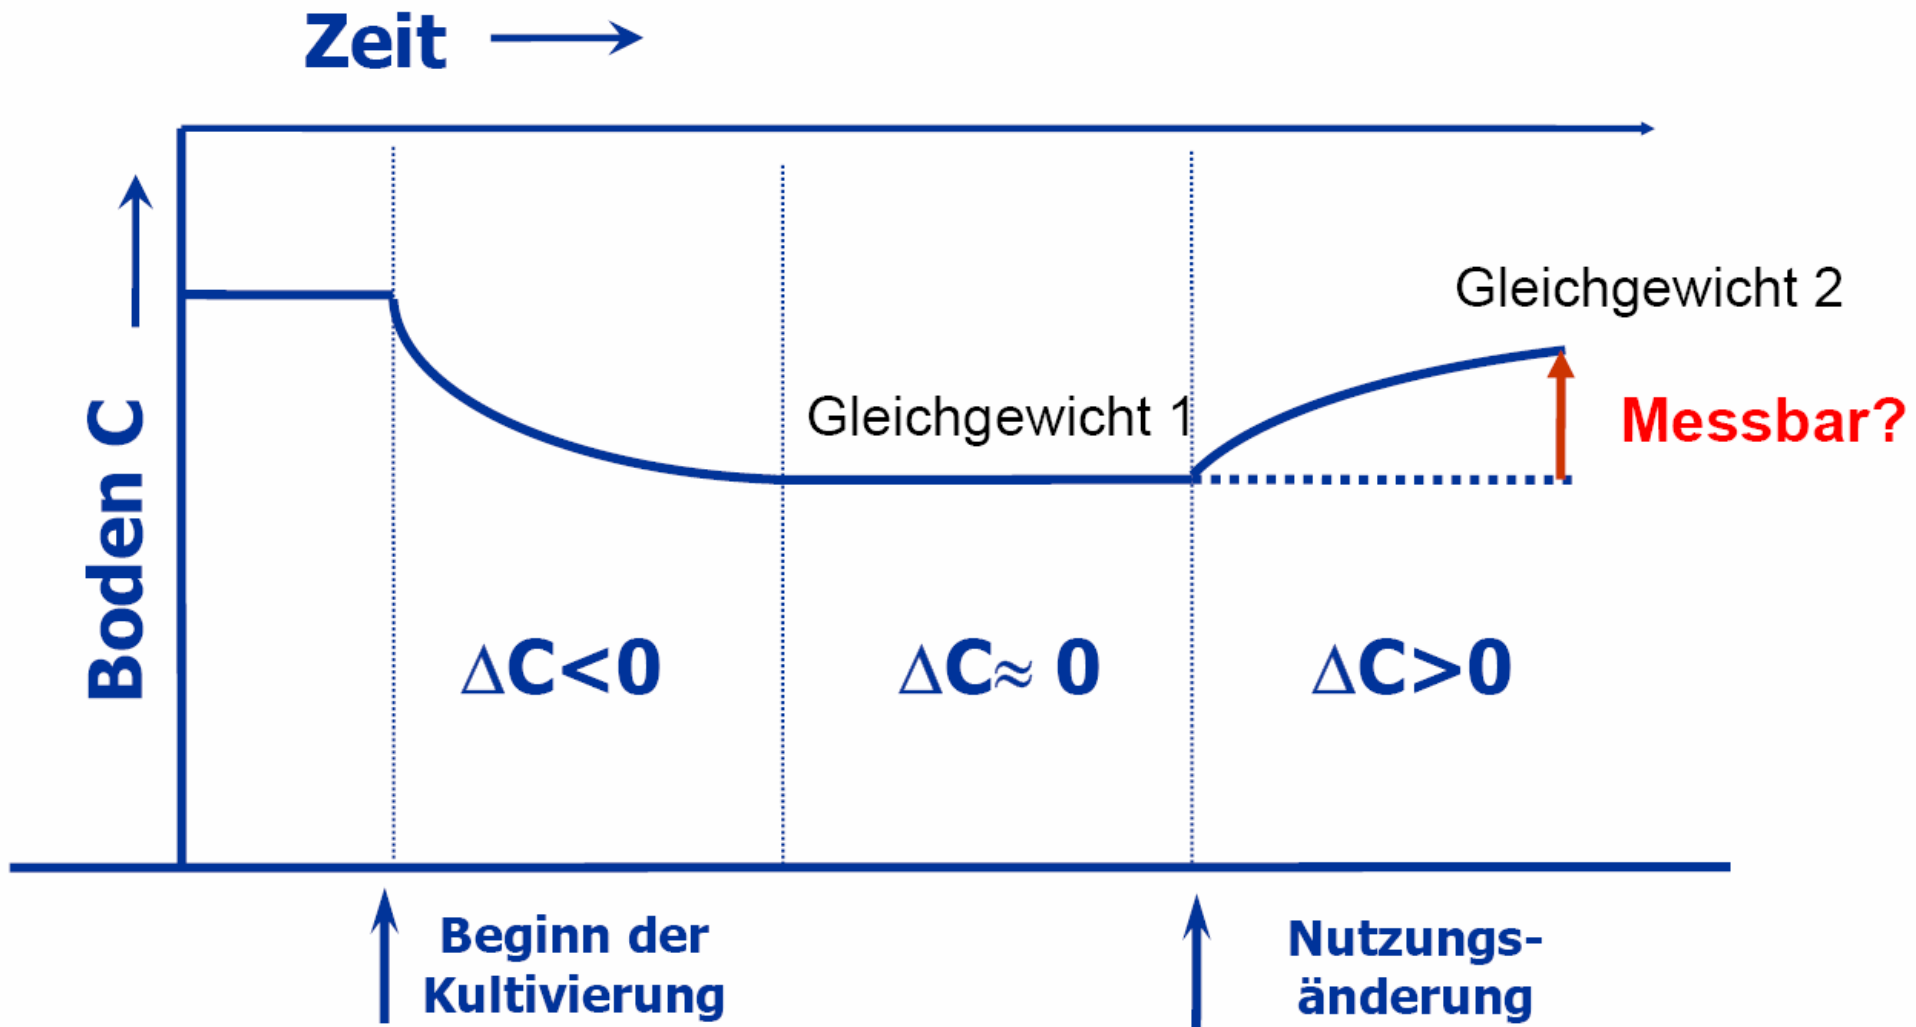 Zeit
Boden C
Gleichgewicht 2
Gleichgewicht 1
Messbar?
ΔC<0
ΔC≈ 0
ΔC>0
Beginn der
Kultivierung
Nutzungs-
änderung